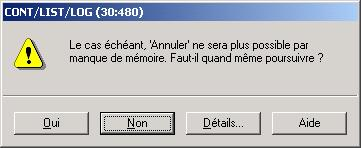 CONT/LIST/LOG (30:480)
Le cas échéant, 'Annuler' ne sera plus possible par
manque de mémoire. Faut-il quand même poursuivre ?
Oui Non Détails... Aide